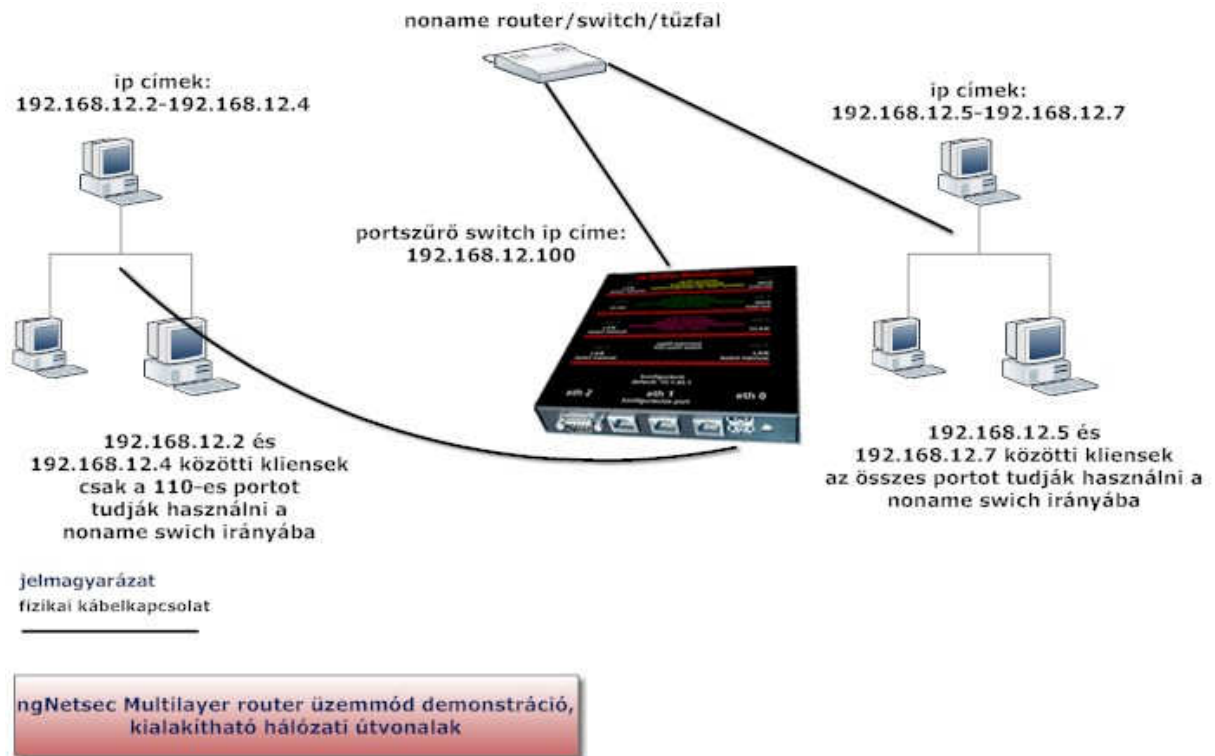 noname router/switch/tűzfal
ip címek:
192.168.12.2-192.168.12.4
ip címek:
192.168.12.5-192.168.12.7
portszűrő switch ip címe:
192.168.12.100
eth 2
eth 1
eth 0
192.168.12.2 és
192.168.12.4 közötti kliensek
csak a 110-es portot
tudják használni a
noname swich irányába
192.168.12.5 és
192.168.12.7 közötti kliensek
az összes portot tudják használni a
noname swich irányába
jelmagyarázat
fizikai kábelkapcsolat
ngNetsec Multilayer router üzemmód demonstráció,
kialakítható hálózati útvonalak